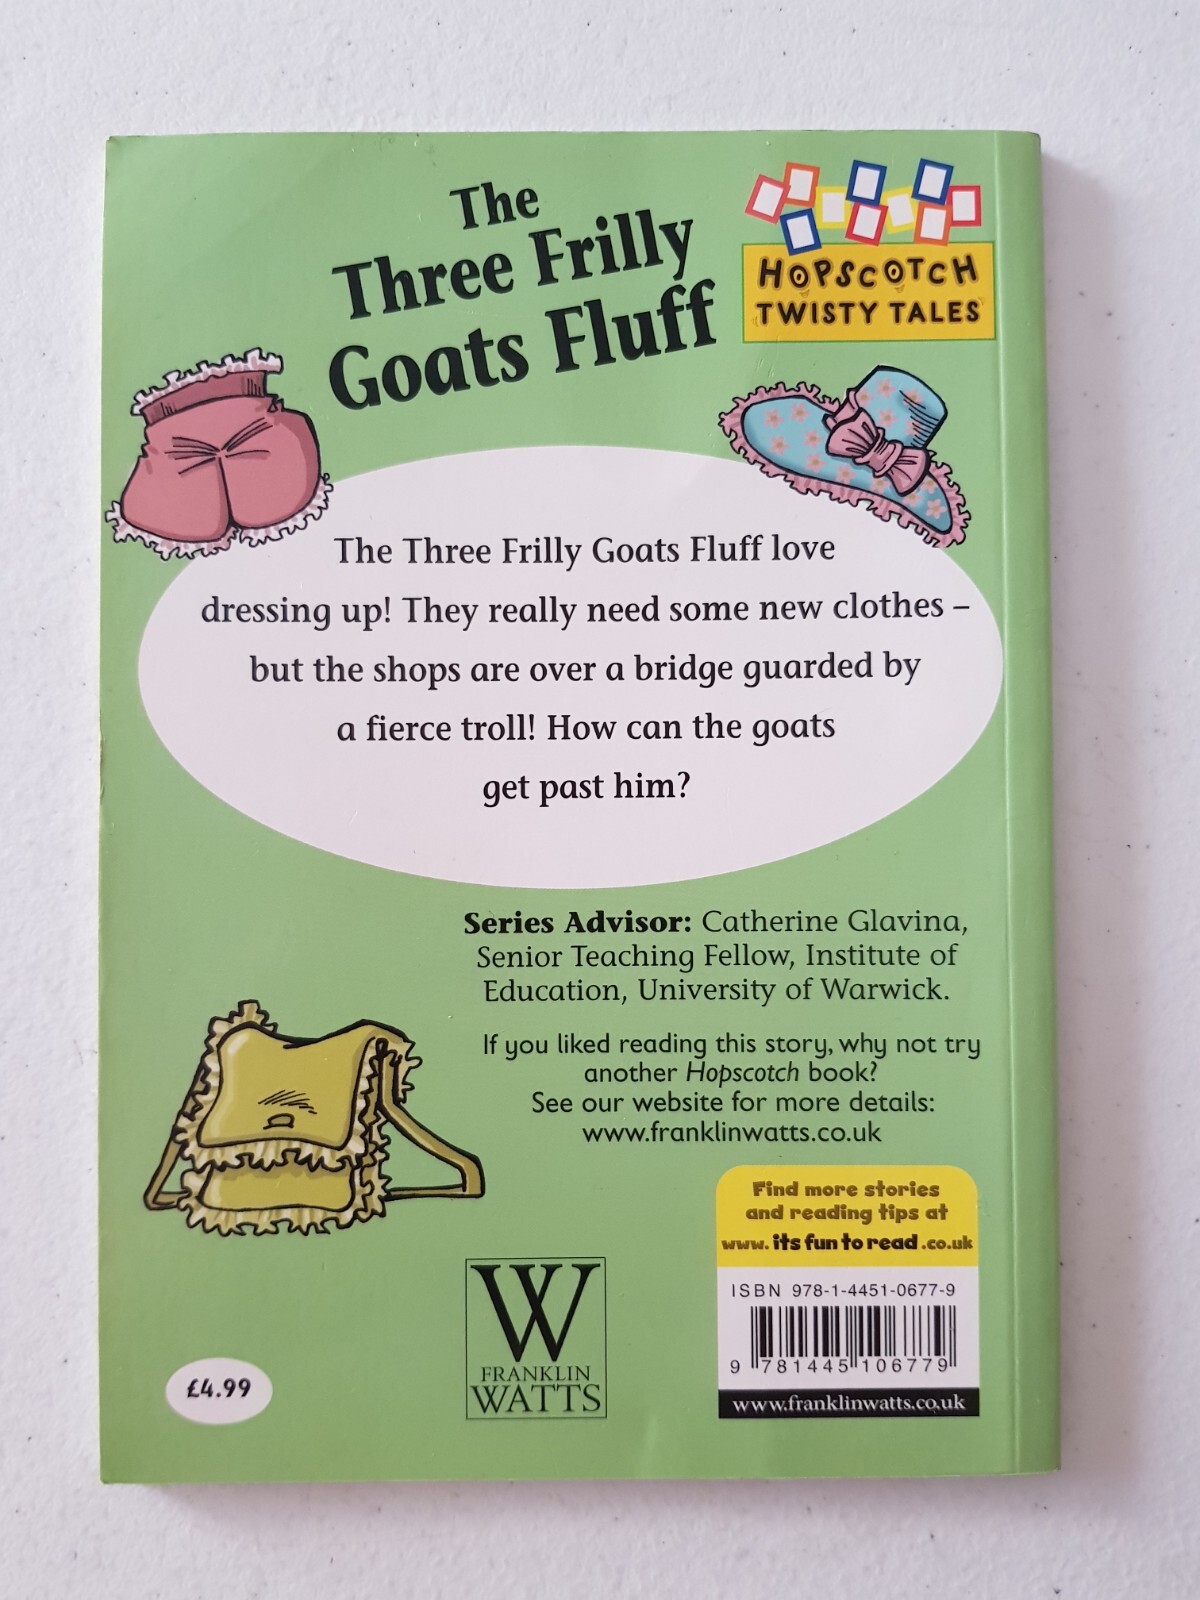 The
Three Frilly
Goats Fluff
HOPSCOTCH
TWISTY TALES
The Three Frilly Goats Fluff love
dressing up! They really need some new clothes –
but the shops are over a bridge guarded by
a fierce troll! How can the goats
get past him?
Series Advisor: Catherine Glavina,
Senior Teaching Fellow, Institute of
Education, University of Warwick.
If you liked reading this story, why not try
another Hopscotch book?
See our website for more details:
www.franklinwatts.co.uk
Find more stories
and reading tips at
www.itsfuntoread.co.uk
ISBN 978-1-4451-0677-9
9 781445 106779
www.franklinwatts.co.uk
W
FRANKLIN
WATTS
£4.99